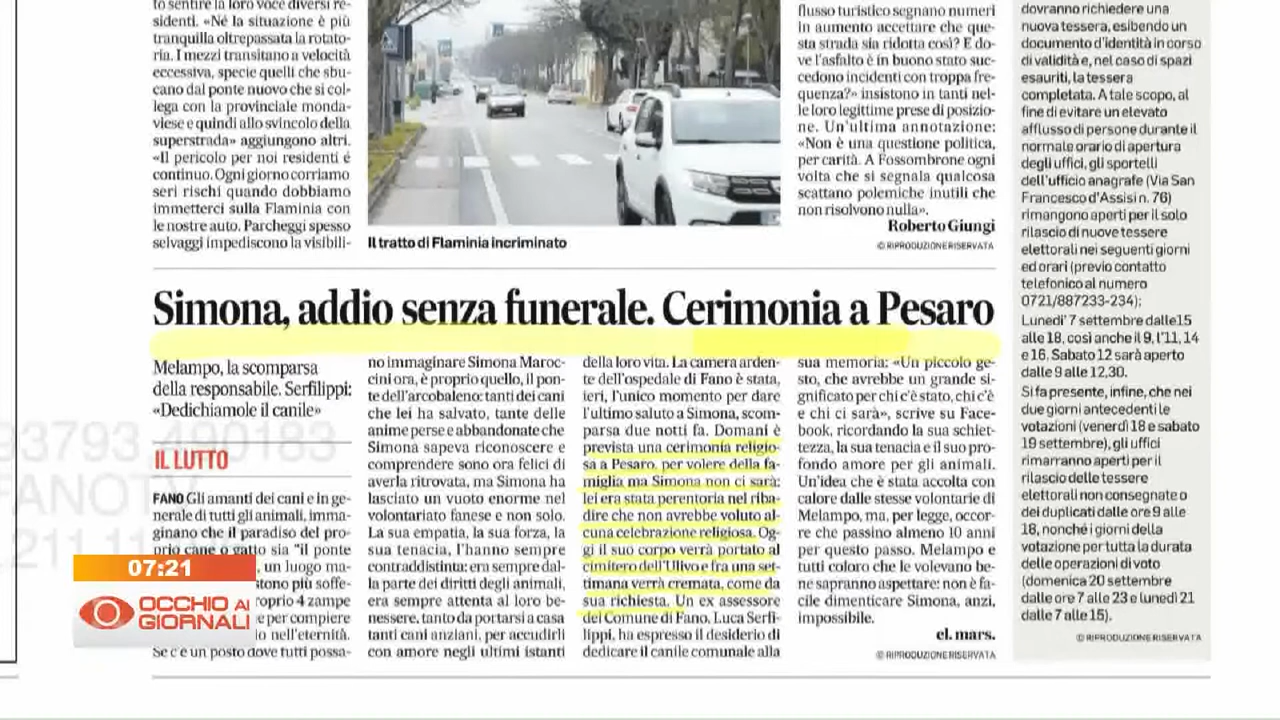 to sentire la loro voce diversi re-
sidenti. «Né la situazione è più
tranquilla oltrepassata la rotato-
ria. I mezzi transitano a velocità
eccessiva, specie quelli che sbu-
cano dal ponte nuovo che si col-
lega con la provinciale monda-
viese e quindi allo svincolo della
superstrada» aggiungono altri.
«Il pericolo per noi residenti è
continuo. Ogni giorno corriamo
seri rischi quando dobbiamo
immetterci sulla Flaminia con
le nostre auto. Parcheggi spesso
selvaggi impediscono la visibili-
Il tratto di Flaminia incriminato
flusso turistico segnano numeri
in aumento accettare che que-
sta strada sia ridotta così? E do-
ve l'asfalto è in buono stato suc-
cedono incidenti con troppa fre-
quenza?» insistono in tanti nel-
le loro legittime prese di posizio-
ne. Un'ultima annotazione:
«Non è una questione politica,
per carità. A Fossombrone ogni
volta che si segnala qualcosa
scattano polemiche inutili che
non risolvono nulla».
Roberto Giungi
© RIPRODUZIONE RISERVATA
Simona, addio senza funerale. Cerimonia a Pesaro
Melampo, la scomparsa
della responsabile. Serfilippi:
«Dedichiamole il canile»
IL LUTTO
FANO Gli amanti dei cani e in ge-
nerale di tutti gli animali, imma-
ginano che il paradiso del pro-
prio cane o gatto sia "il ponte
, un luogo ma-
stono più soffe-
roprio 4 zampe
e per compiere
io nell'eternità.
Se c'è un posto dove tutti possa-
no immaginare Simona Maroc-
cini ora, è proprio quello, il pon-
te dell'arcobaleno: tanti dei cani
che lei ha salvato, tante delle
anime perse e abbandonate che
Simona sapeva riconoscere e
comprendere sono ora felici di
averla ritrovata, ma Simona ha
lasciato un vuoto enorme nel
volontariato fanese e non solo.
La sua empatia, la sua forza, la
sua tenacia, l'hanno sempre
contraddistinta: era sempre dal-
la parte dei diritti degli animali,
era sempre attenta al loro be-
nessere, tanto da portarsi a casa
tanti cani anziani, per accudirli
con amore negli ultimi istanti
della loro vita. La camera arden-
te dell'ospedale di Fano è stata,
ieri, l'unico momento per dare
l'ultimo saluto a Simona, scom-
parsa due notti fa. Domani è
prevista una cerimonia religio-
sa a Pesaro, per volere della fa-
miglia ma Simona non ci sarà:
lei era stata perentoria nel riba-
dire che non avrebbe voluto al-
cuna celebrazione religiosa. Og-
gi il suo corpo verrà portato al
cimitero dell'Ulivo e fra una set-
timana verrà cremata, come da
sua richiesta. Un ex assessore
del Comune di Fano, Luca Serfi-
lippi, ha espresso il desiderio di
dedicare il canile comunale alla
sua memoria: «Un piccolo ge-
sto, che avrebbe un grande si-
gnificato per chi c'è stato, chi c'è
e chi ci sarà», scrive su Face-
book, ricordando la sua schiet-
tezza, la sua tenacia e il suo pro-
fondo amore per gli animali.
Un'idea che è stata accolta con
calore dalle stesse volontarie di
Melampo, ma, per legge, occor-
re che passino almeno 10 anni
per questo passo. Melampo e
tutti coloro che le volevano be-
ne sapranno aspettare: non è fa-
cile dimenticare Simona, anzi,
impossibile.
el. mars.
© RIPRODUZIONE RISERVATA
dovranno richiedere una
nuova tessera, esibendo un
documento d'identità in corso
di validità e, nel caso di spazi
esauriti, la tessera
completata. A tale scopo, al
fine di evitare un elevato
afflusso di persone durante il
normale orario di apertura
degli uffici, gli sportelli
dell'ufficio anagrafe (Via San
Francesco d'Assisi n. 76)
rimangono aperti per il solo
rilascio di nuove tessere
elettorali nei seguenti giorni
ed orari (previo contatto
telefonico al numero
0721/887233-234);
Lunedi' 7 settembre dalle 15
alle 18, così anche il 9, l'11, 14
e 16, Sabato 12 sarà aperto
dalle 9 alle 12,30.
Si fa presente, infine, che nei
due giorni antecedenti le
votazioni (venerdì 18 e sabato
19 settembre), gli uffici
rimarranno aperti per il
rilascio delle tessere
elettorali non consegnate o
dei duplicati dalle ore 9 alle
18, nonché i giorni della
votazione per tutta la durata
delle operazioni di voto
(domenica 20 settembre
dalle ore 7 alle 23 e lunedì 21
dalle 7 alle 15).
© RIPRODUZIONE RISERVATA
93793 490183
FANOTV
.211.11
07:21
OCCHIO AI
GIORNALI